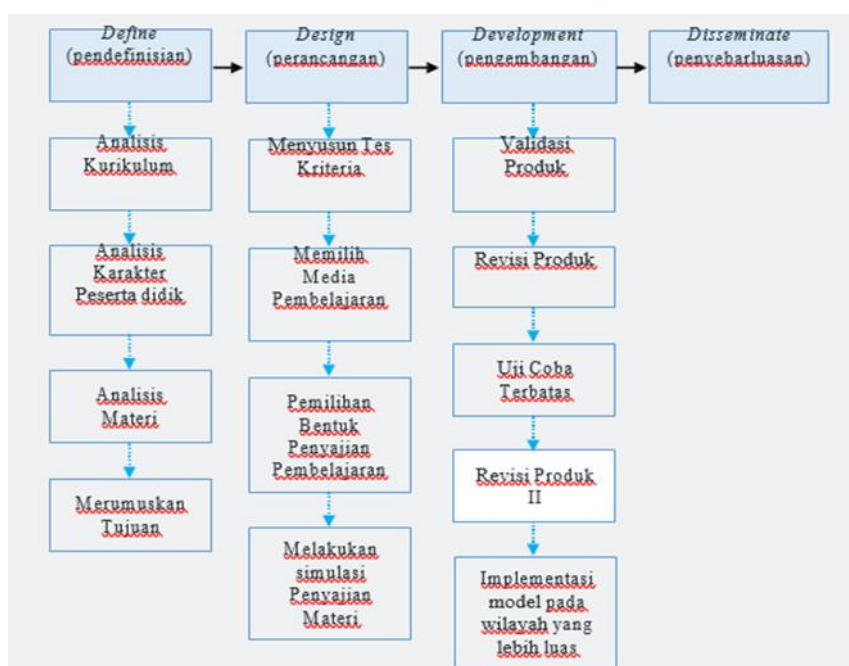 Define
(pendefinisian)
Design
(perancangan)
Development
(pengembangan)
Disseminate
(penyebarluasan)
Analisis
Kurikulum
Analisis
Karakter
Peserta didik
Analisis
Materi
Merumuskan
Tujuan
Menyusun Tes
Kriteria
Memilih
Media
Pembelajaran
Pemilihan
Bentuk
Penyajian
Pembelajaran
Melakukan
simulasi
Penyajian
Materi
Validasi
Produk
Revisi Produk
Uji Coba
Terbatas
Revisi Produk
II
Implementasi
model pada
wilayah yang
lebih luas